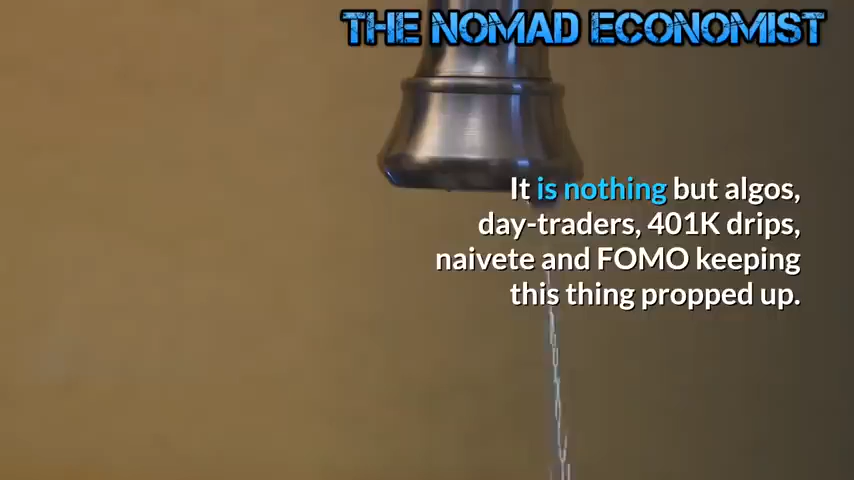 THE NOMAD ECONOMIST
It is nothing but algos,
day-traders, 401K drips,
naivete and FOMO keeping
this thing propped up.